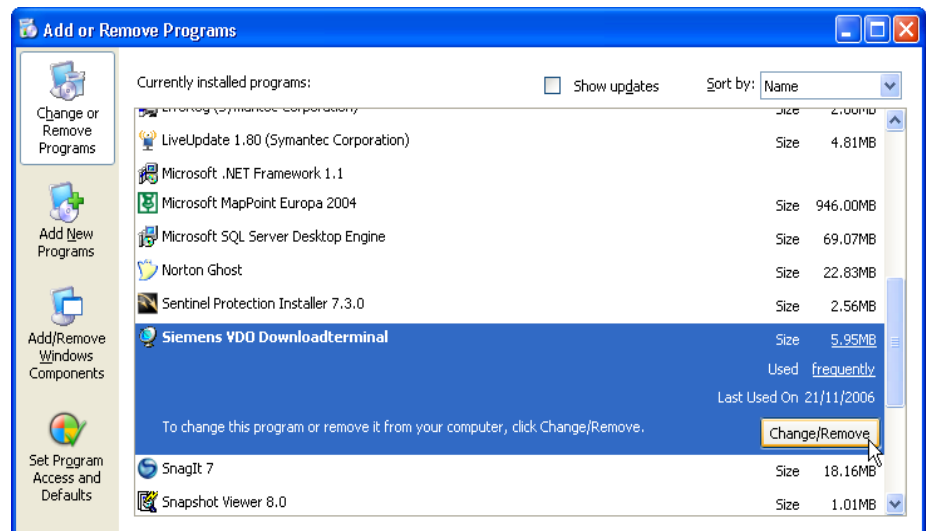 Add or Remove Programs
Change or
Remove
Programs
Add New
Programs
Add/Remove
Windows
Components
Set Program
Access and
Defaults
Currently installed programs:
Show updates
Sort by: Name
LiveUpdate 1.80 (Symantec Corporation) Size 4.81MB
Microsoft .NET Framework 1.1
Microsoft MapPoint Europa 2004 Size 946.00MB
Microsoft SQL Server Desktop Engine Size 69.07MB
Norton Ghost Size 22.83MB
Sentinel Protection Installer 7.3.0 Size 2.56MB
Siemens VDO Downloadterminal Size 5.95MB
Used frequently
Last Used On 21/11/2006
To change this program or remove it from your computer, click Change/Remove. Change/Remove
SnagIt 7 Size 18.16MB
Snapshot Viewer 8.0 Size 1.01MB